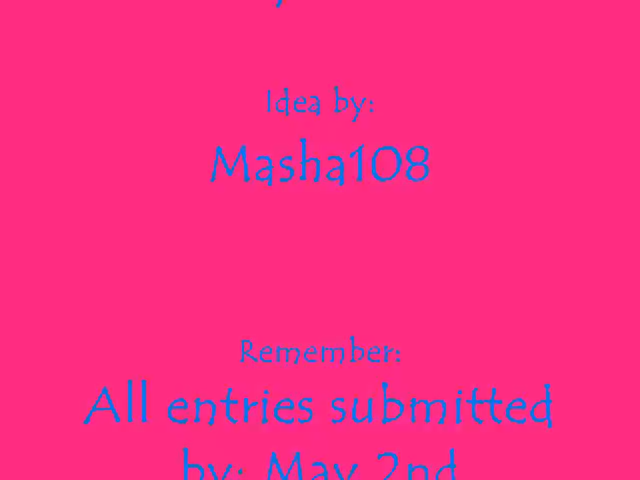 Idea by:
Masha108
Remember:
All entries submitted
by: May 2nd